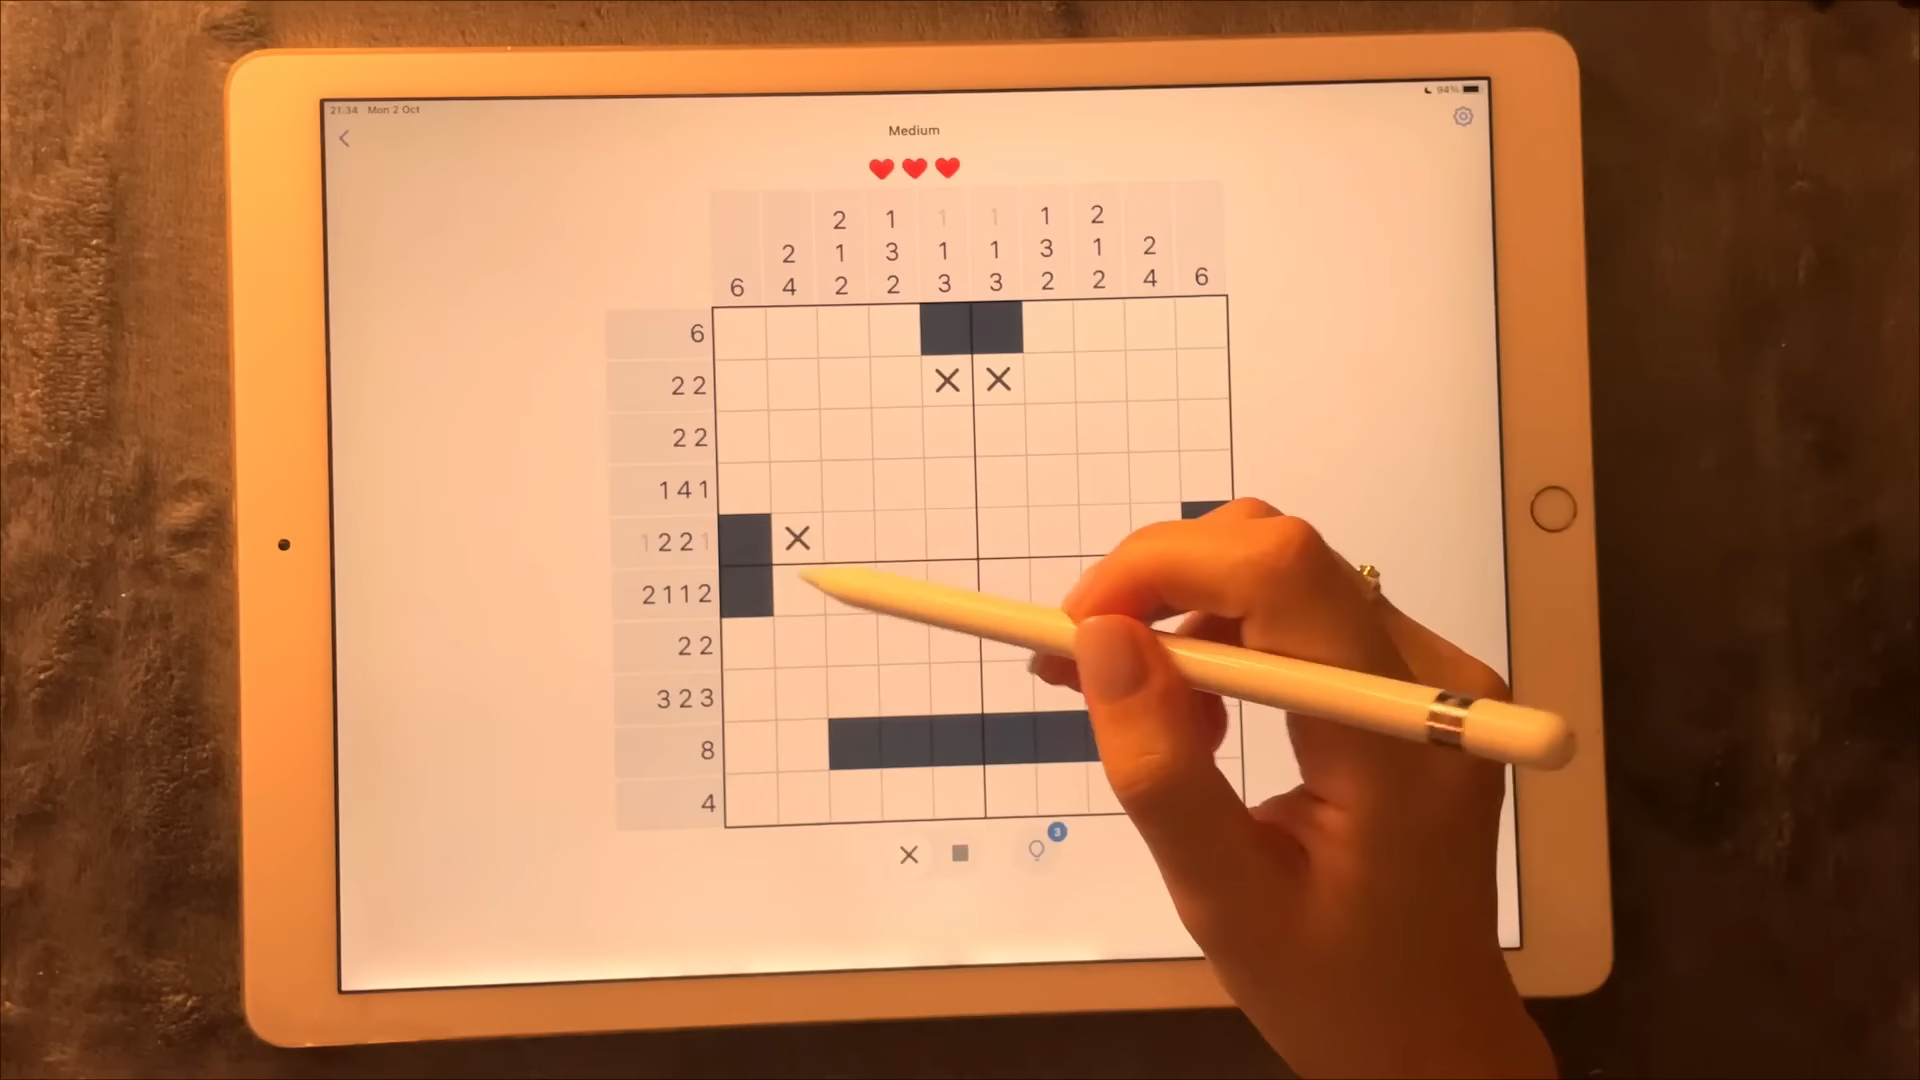 21:34 Mon 2 Oct 94%
Medium
2 1 1 1 1 2
2 1 3 1 1 3 1 2
6 4 2 2 3 3 2 2 4 6
6
2 2
2 2
1 4 1
1 2 2 1
2 1 1 2
2 2
3 2 3
8
4
3